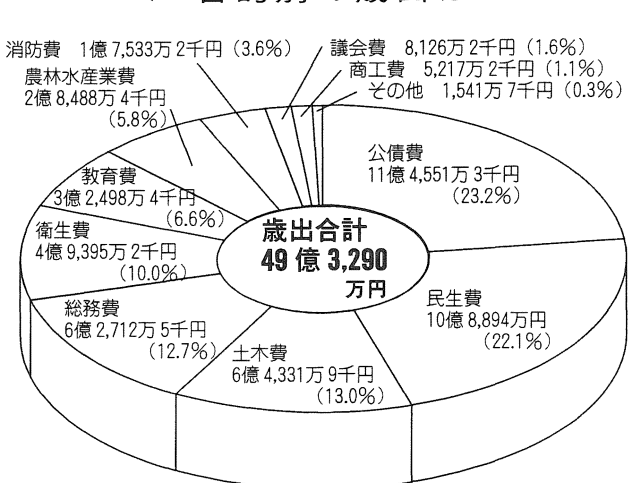 消防費 1億7,533万2千円（3.6%）
農林水産業費
2億8,488万4千円
（5.8%）
教育費
3億2,498万4千円
（6.6%）
衛生費
4億9,395万2千円
（10.0%）
総務費
6億2,712万5千円
（12.7%）
土木費
6億4,331万9千円
（13.0%）
議会費 8,126万2千円（1.6%）
商工費 5,217万2千円（1.1%）
その他 1,541万7千円（0.3%）
公債費
11億4,551万3千円
（23.2%）
民生費
10億8,894万円
（22.1%）
歳出合計
49億3,290
万円